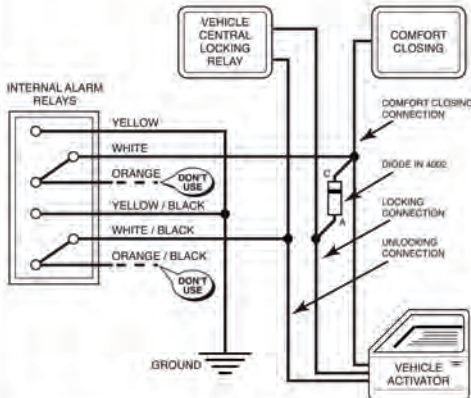 VEHICLE
CENTRAL
LOCKING
RELAY
COMFORT
CLOSING
INTERNAL ALARM
RELAYS
YELLOW
WHITE
ORANGE
DON'T
USE
YELLOW / BLACK
WHITE / BLACK
ORANGE / BLACK
DON'T
USE
COMFORT CLOSING
CONNECTION
C
DIODE IN 4002
A
LOCKING
CONNECTION
UNLOCKING
CONNECTION
GROUND
VEHICLE
ACTIVATOR